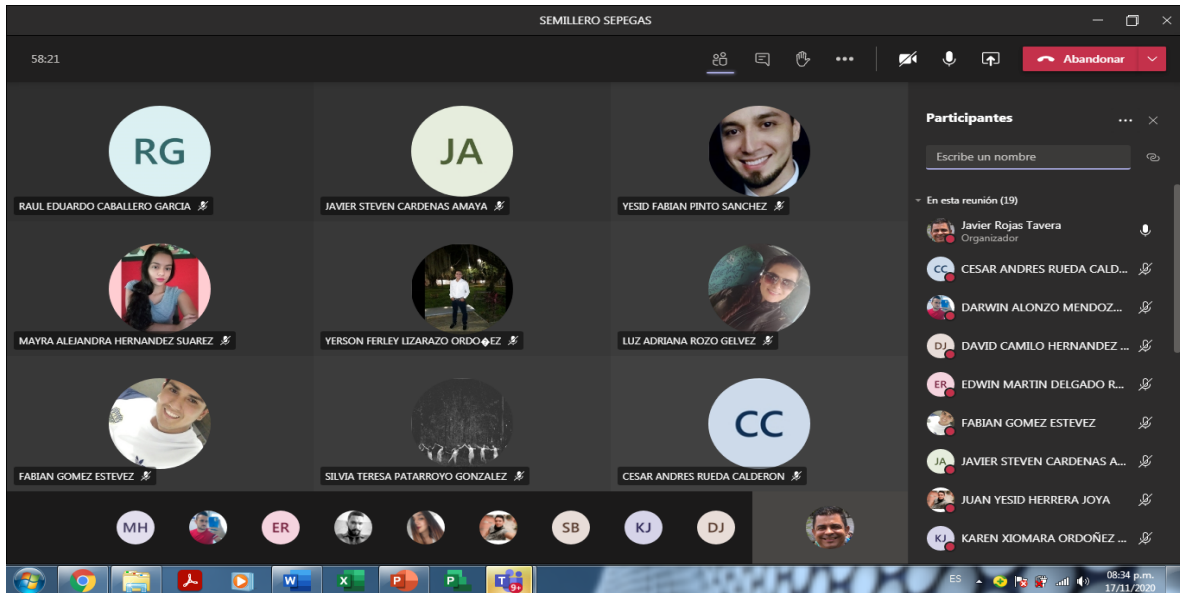 SEMILLERO SEPEGAS
58:21
Abandonar
RG
JA
RAUL EDUARDO CABALLERO GARCIA
JAVIER STEVEN CARDENAS AMAYA
YESID FABIAN PINTO SANCHEZ
MAYRA ALEJANDRA HERNANDEZ SUAREZ
YERSON FERLEY LIZARAZO ORDO�EZ
LUZ ADRIANA ROZO GELVEZ
CC
FABIAN GOMEZ ESTEVEZ
SILVIA TERESA PATARROYO GONZALEZ
CESAR ANDRES RUEDA CALDERON
MH
ER
SB
KJ
DJ
Participantes
Escribe un nombre
En esta reunión (19)
Javier Rojas Tavera
Organizador
CC CESAR ANDRES RUEDA CALD...
DARWIN ALONZO MENDOZ...
DJ DAVID CAMILO HERNANDEZ ...
ER EDWIN MARTIN DELGADO R...
FABIAN GOMEZ ESTEVEZ
JA JAVIER STEVEN CARDENAS A...
JUAN YESID HERRERA JOYA
KJ KAREN XIOMARA ORDOÑEZ ...
W
X
P
P
T
9+
ES
08:34 p.m.
17/11/2020